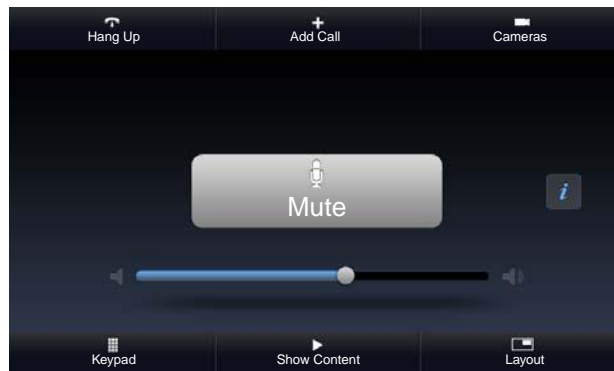 Hang Up
Add Call
Cameras
Mute
i
Keypad
Show Content
Layout